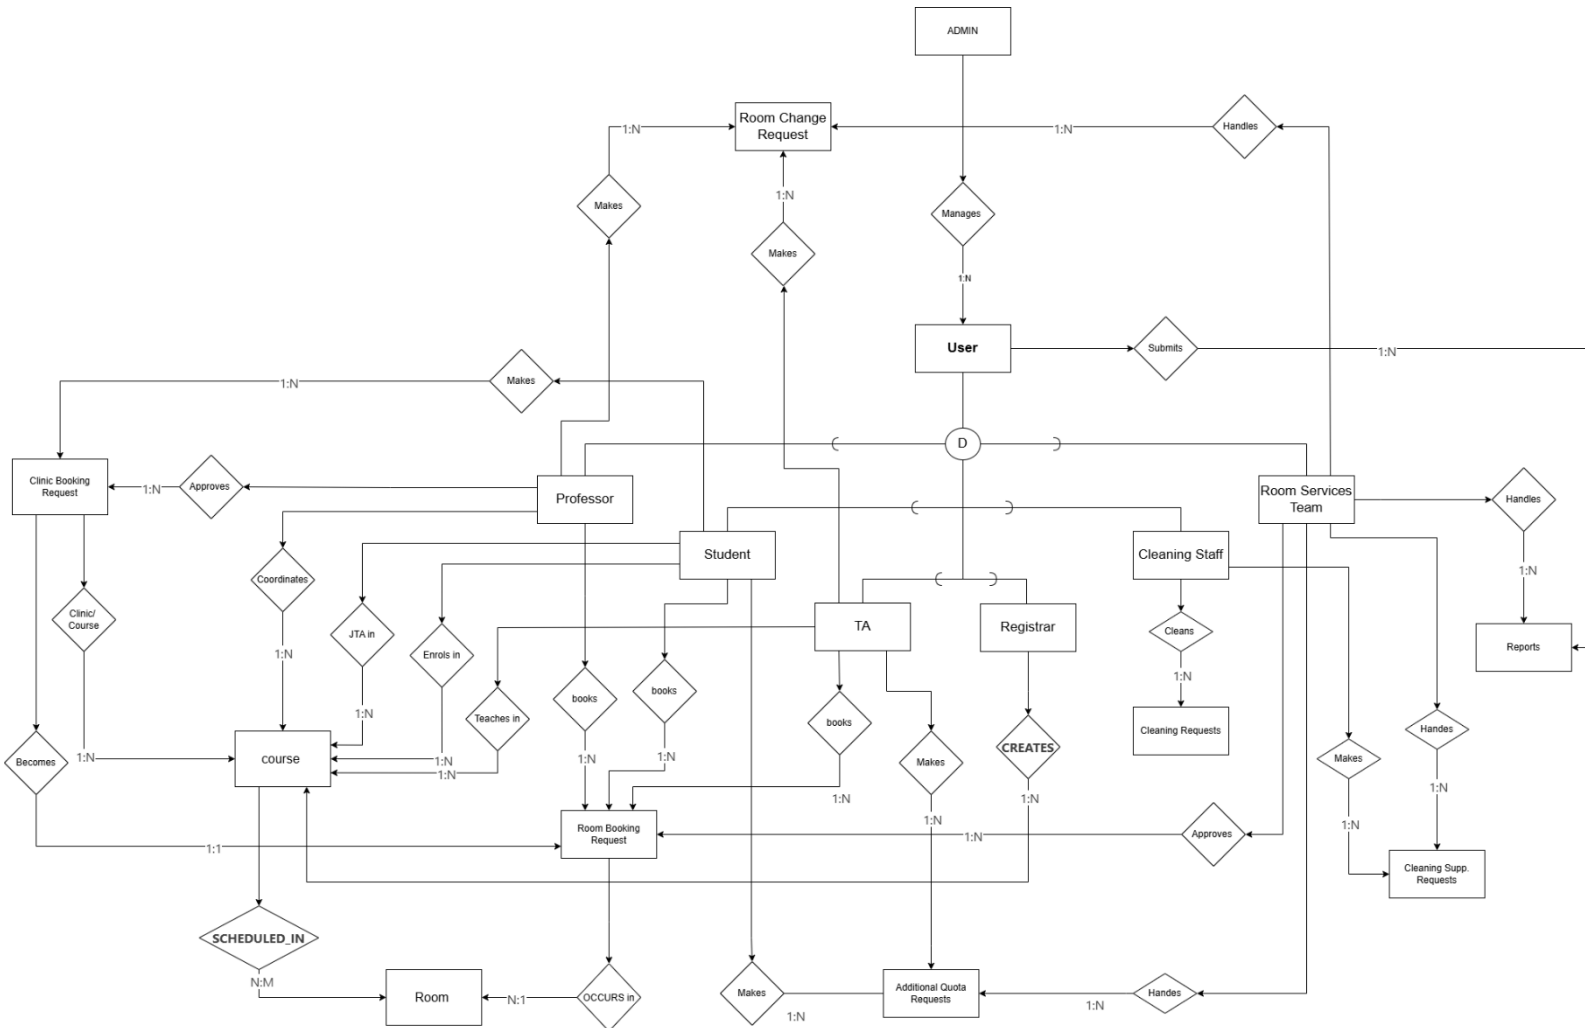 ADMIN
Room Change
Request
1:N
1:N
Handles
Makes
1:N
Manages
Makes
1:N
User
Submits
1:N
1:N
Makes
D
Clinic Booking
Request
1:N
Approves
Professor
Room Services
Team
Handles
Student
Cleaning Staff
Coordinates
1:N
Clinic/
Course
JTA in
Enrols in
TA
Registrar
Cleans
Reports
1:N
1:N
1:N
books
books
Teaches in
books
Cleaning Requests
Handes
CREATES
Becomes
1:N
course
1:N
1:N
1:N
1:N
Makes
Makes
1:N
1:N
1:N
1:N
1:N
Room Booking
Request
1:N
Approves
1:N
1:1
Cleaning Supp.
Requests
SCHEDULED_IN
N:M
Room
N:1
OCCURS in
Makes
1:N
Additional Quota
Requests
1:N
Handes